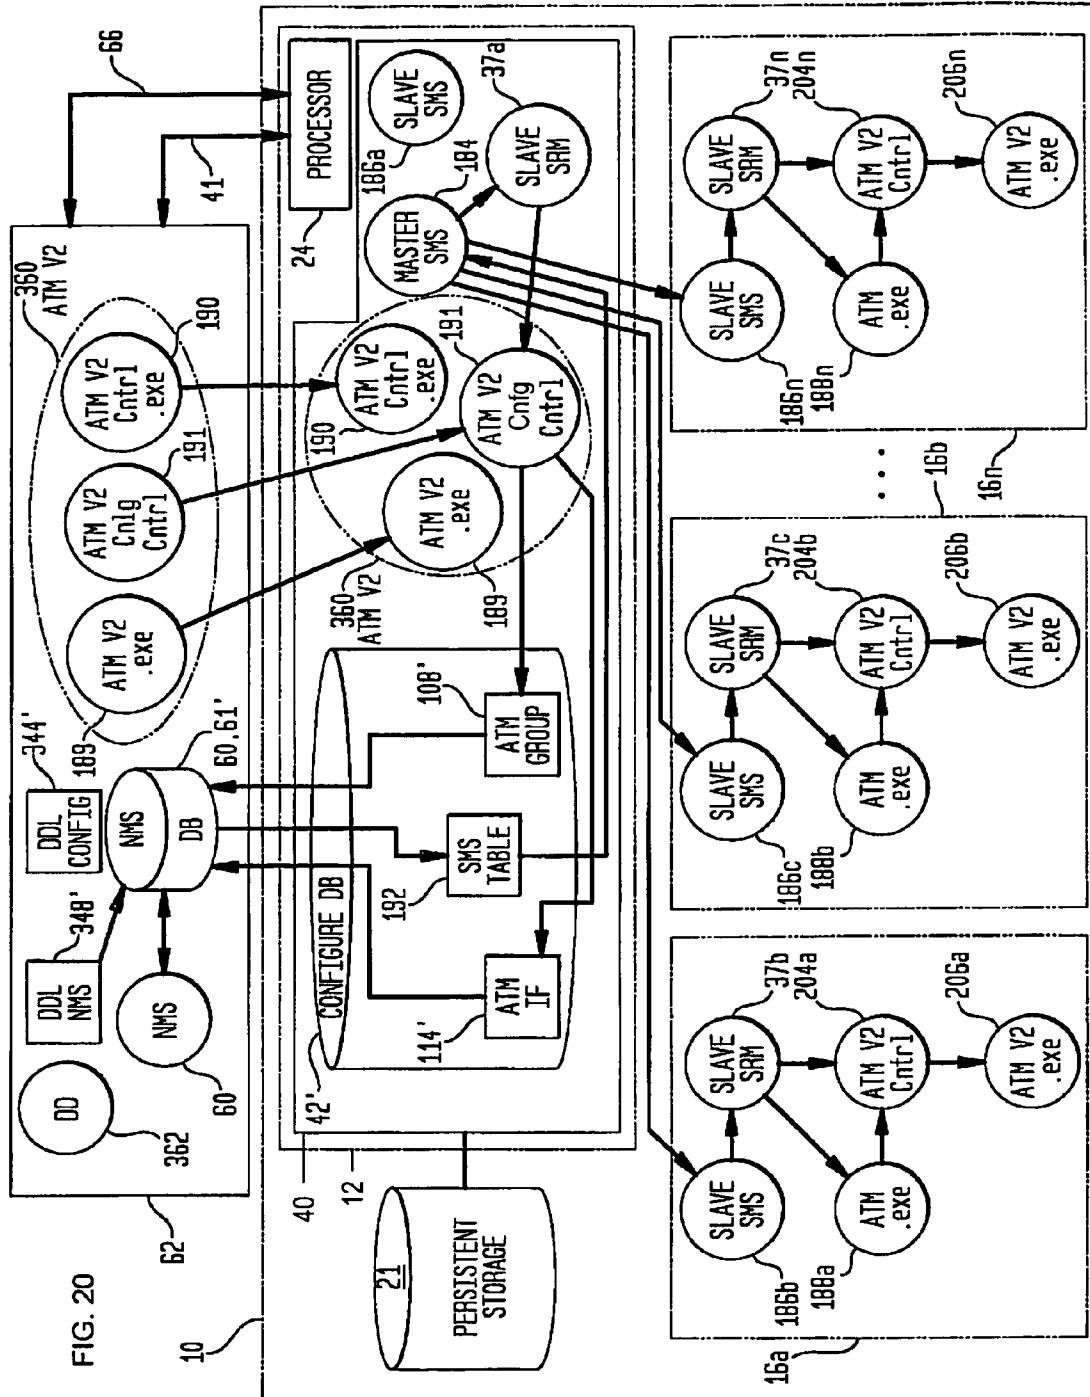 FIG. 20
10
62
362
DD
60
NMS
DDL
NMS
348'
DDL
CONFIG
344'
NMS
DB
60, 61'
189
ATM V2
.exe
ATM V2
Cnlg
Cntrl
191
ATM V2
Cntrl
.exe
190
360
ATM V2
41
66
21
PERSISTENT
STORAGE
12
40
42'
CONFIGURE DB
114'
ATM
IF
192
SMS
TABLE
108'
ATM
GROUP
360
ATM V2
189
ATM V2
.exe
190
ATM V2
Cntrl
.exe
191
ATM V2
Cnfg
Cntrl
24
PROCESSOR
MASTER
SMS
184
186a
SLAVE
SMS
SLAVE
SRM
37a
16a
186b
SLAVE
SMS
188a
ATM
.exe
SLAVE
SRM
37b
204a
ATM V2
Cntrl
206a
ATM V2
.exe
186c
SLAVE
SMS
188b
ATM
.exe
SLAVE
SRM
37c
204b
ATM V2
Cntrl
206b
ATM V2
.exe
16b
...
16n
186n
SLAVE
SMS
188n
ATM
.exe
SLAVE
SRM
37n
204n
ATM V2
Cntrl
206n
ATM V2
.exe